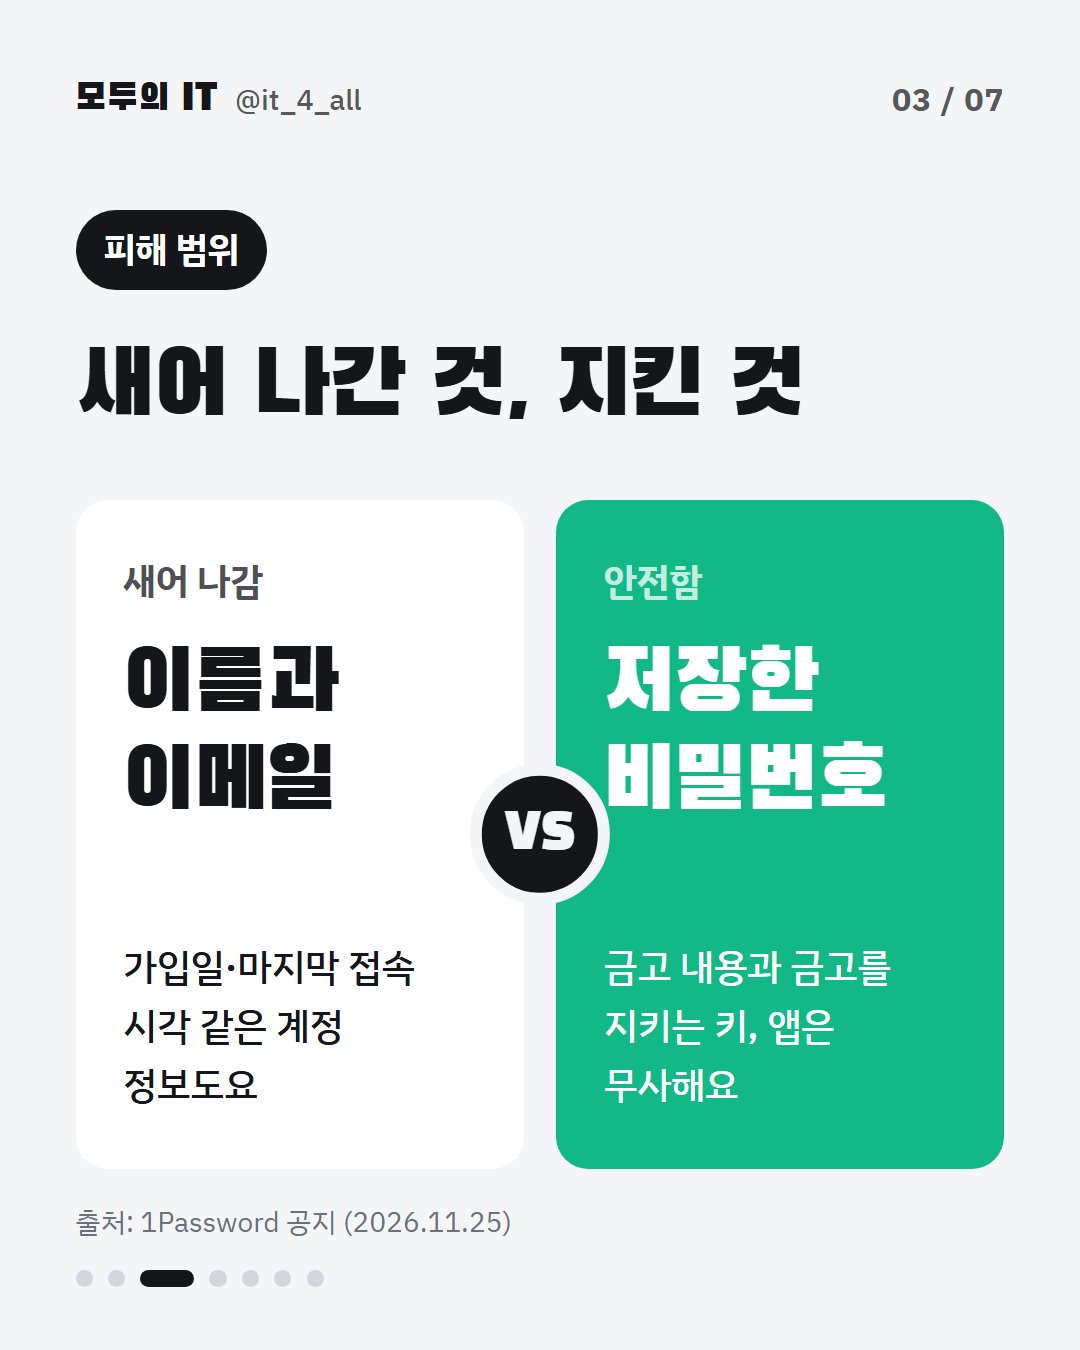 모두의 IT @it_4_all
03 / 07
피해 범위
새어 나간 것, 지킨 것
새어 나감
이름과
이메일
가입일·마지막 접속
시각 같은 계정
정보도요
VS
안전함
저장한
비밀번호
금고 내용과 금고를
지키는 키, 앱은
무사해요
출처: 1Password 공지 (2026.11.25)